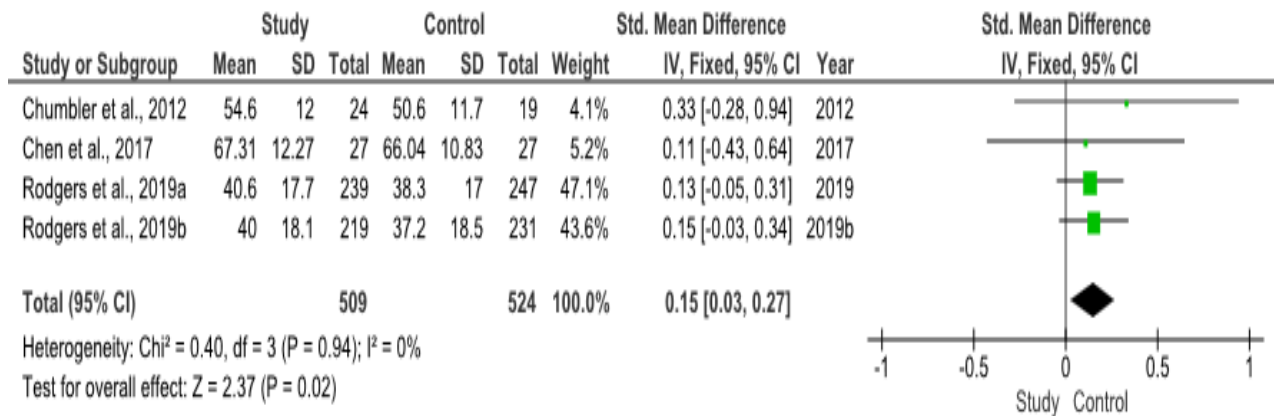 Study Control Std. Mean Difference Std. Mean Difference
Study or Subgroup Mean SD Total Mean SD Total Weight IV, Fixed, 95% CI Year IV, Fixed, 95% CI
Chumbler et al., 2012 54.6 12 24 50.6 11.7 19 4.1% 0.33 [-0.28, 0.94] 2012
Chen et al., 2017 67.31 12.27 27 66.04 10.83 27 5.2% 0.11 [-0.43, 0.64] 2017
Rodgers et al., 2019a 40.6 17.7 239 38.3 17 247 47.1% 0.13 [-0.05, 0.31] 2019
Rodgers et al., 2019b 40 18.1 219 37.2 18.5 231 43.6% 0.15 [-0.03, 0.34] 2019b
Total (95% CI) 509 524 100.0% 0.15 [0.03, 0.27]
Heterogeneity: Chi² = 0.40, df = 3 (P = 0.94); I² = 0%
Test for overall effect: Z = 2.37 (P = 0.02)
-1 -0.5 0 0.5 1
Study Control